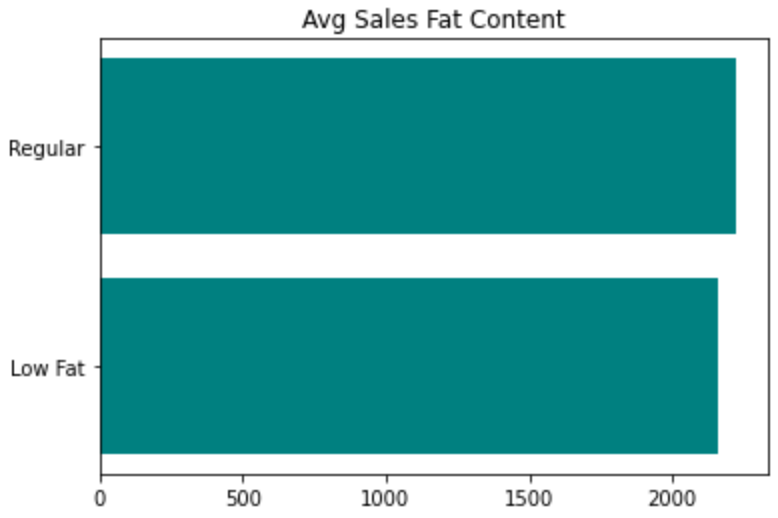 Avg Sales Fat Content
Regular
Low Fat
0 500 1000 1500 2000